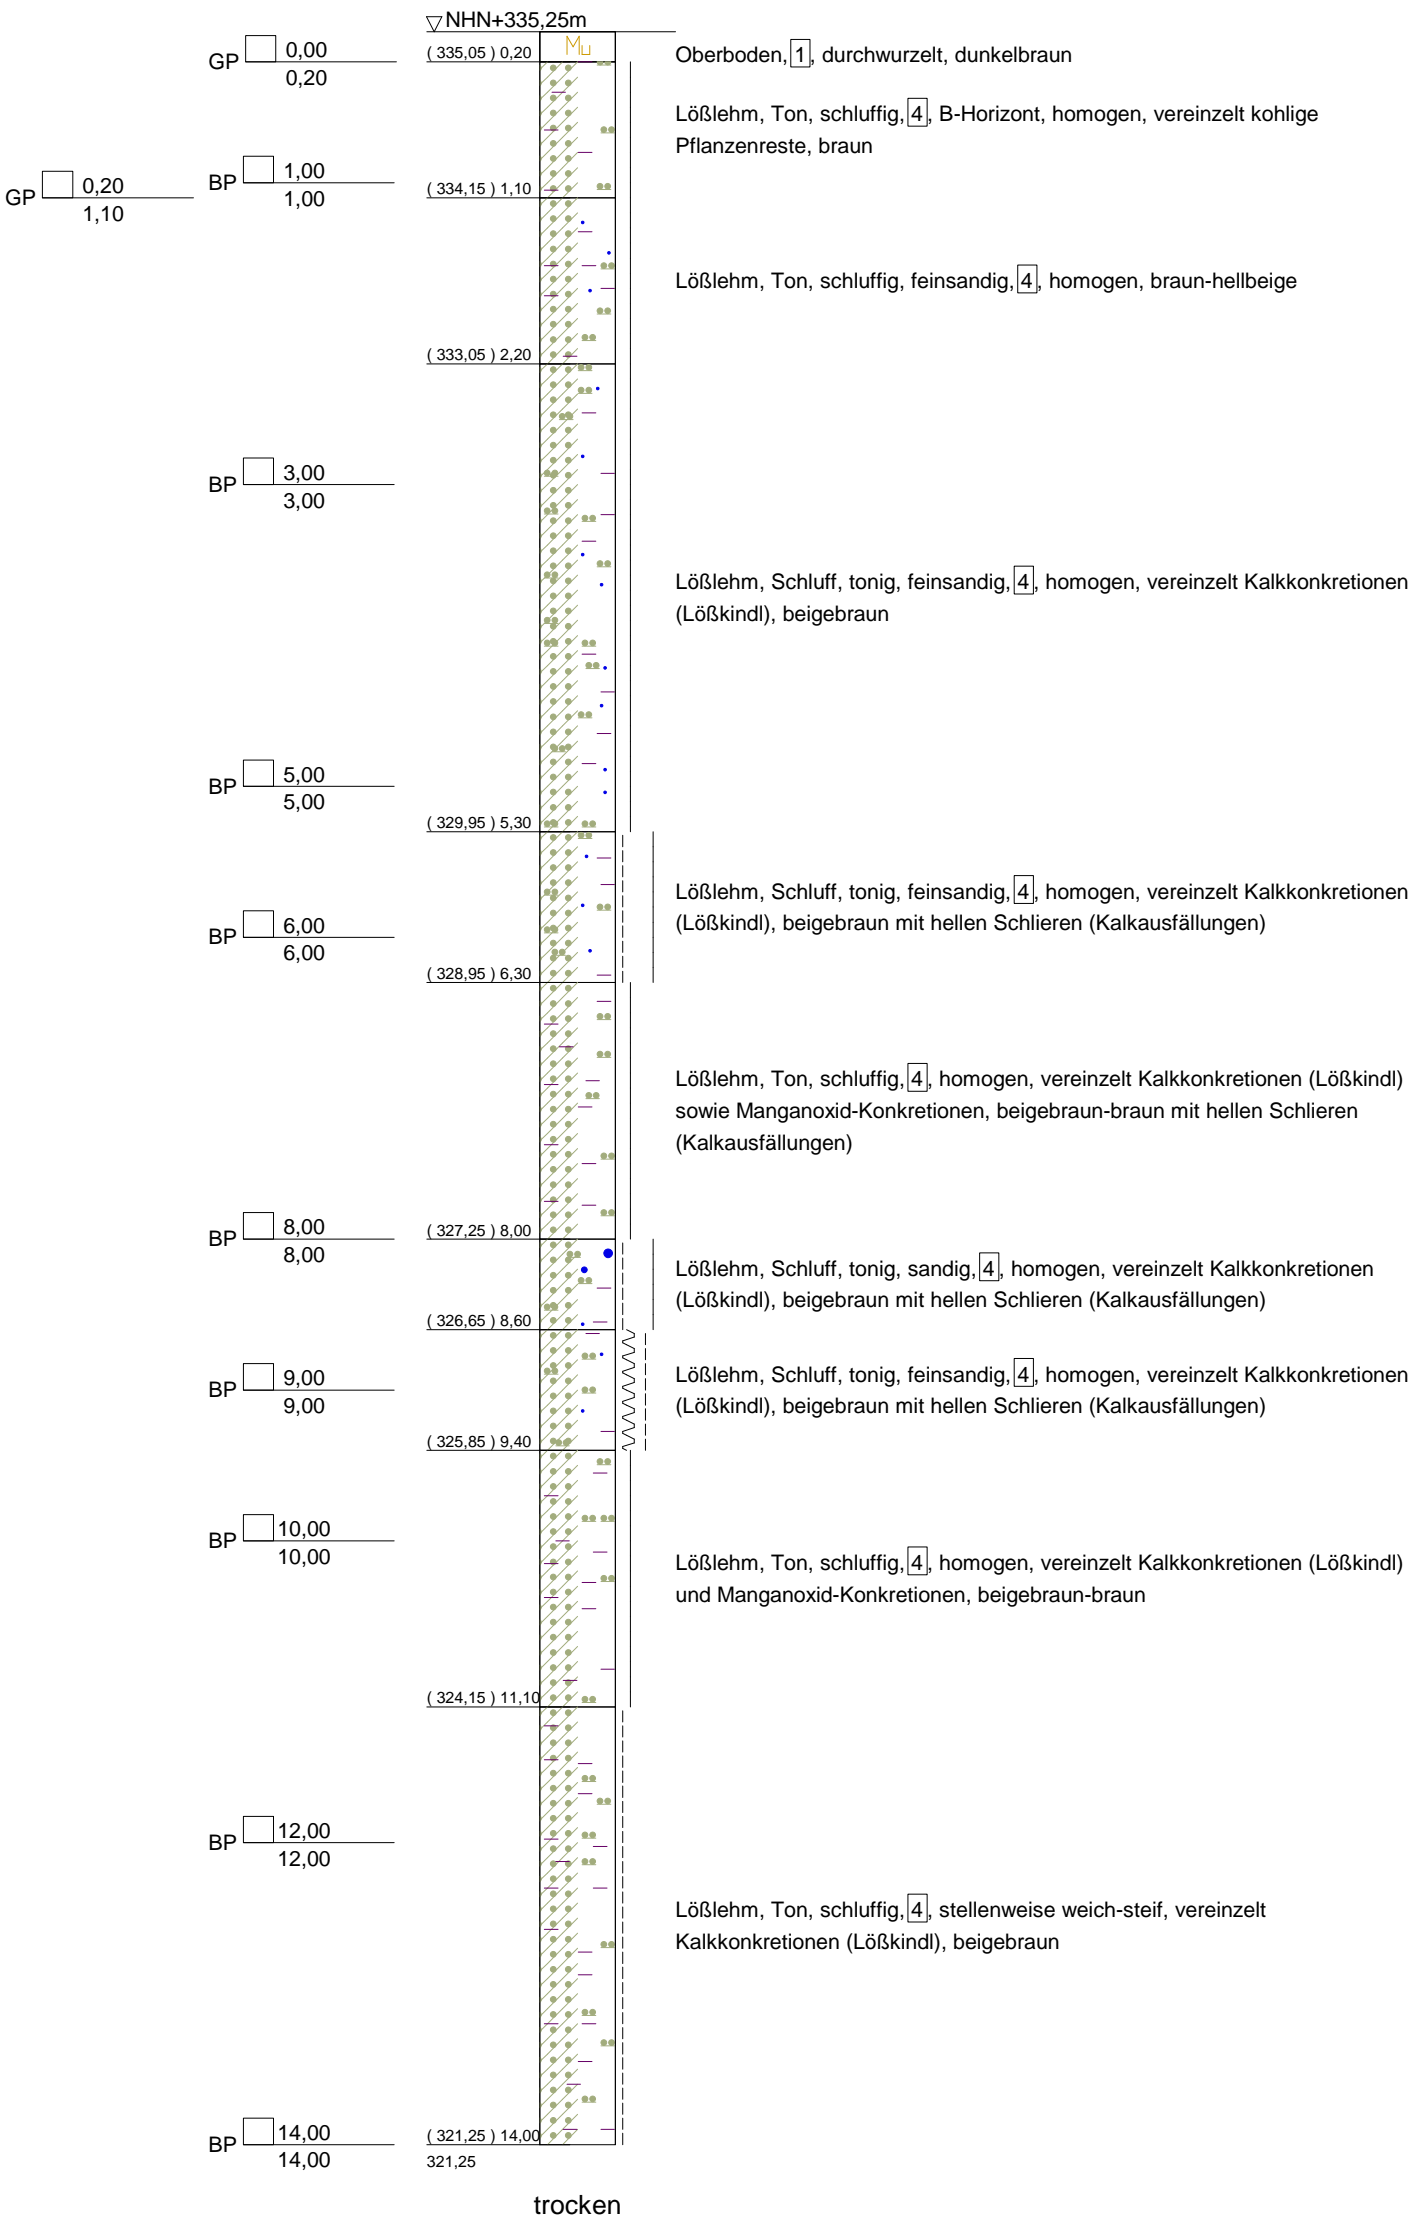 NHN+335,25m
GP 0,00
0,20
( 335,05 ) 0,20
Mu
Oberboden, 1, durchwurzelt, dunkelbraun
Lößlehm, Ton, schluffig, 4, B-Horizont, homogen, vereinzelt kohlige
Pflanzenreste, braun
GP 0,20
1,10
BP 1,00
1,00
( 334,15 ) 1,10
Lößlehm, Ton, schluffig, feinsandig, 4, homogen, braun-hellbeige
( 333,05 ) 2,20
BP 3,00
3,00
Lößlehm, Schluff, tonig, feinsandig, 4, homogen, vereinzelt Kalkkonkretionen
(Lößkindl), beigebraun
BP 5,00
5,00
( 329,95 ) 5,30
Lößlehm, Schluff, tonig, feinsandig, 4, homogen, vereinzelt Kalkkonkretionen
(Lößkindl), beigebraun mit hellen Schlieren (Kalkausfällungen)
BP 6,00
6,00
( 328,95 ) 6,30
Lößlehm, Ton, schluffig, 4, homogen, vereinzelt Kalkkonkretionen (Lößkindl)
sowie Manganoxid-Konkretionen, beigebraun-braun mit hellen Schlieren
(Kalkausfällungen)
BP 8,00
8,00
( 327,25 ) 8,00
Lößlehm, Schluff, tonig, sandig, 4, homogen, vereinzelt Kalkkonkretionen
(Lößkindl), beigebraun mit hellen Schlieren (Kalkausfällungen)
( 326,65 ) 8,60
BP 9,00
9,00
Lößlehm, Schluff, tonig, feinsandig, 4, homogen, vereinzelt Kalkkonkretionen
(Lößkindl), beigebraun mit hellen Schlieren (Kalkausfällungen)
( 325,85 ) 9,40
BP 10,00
10,00
Lößlehm, Ton, schluffig, 4, homogen, vereinzelt Kalkkonkretionen (Lößkindl)
und Manganoxid-Konkretionen, beigebraun-braun
( 324,15 ) 11,10
BP 12,00
12,00
Lößlehm, Ton, schluffig, 4, stellenweise weich-steif, vereinzelt
Kalkkonkretionen (Lößkindl), beigebraun
BP 14,00
14,00
( 321,25 ) 14,00
321,25
trocken